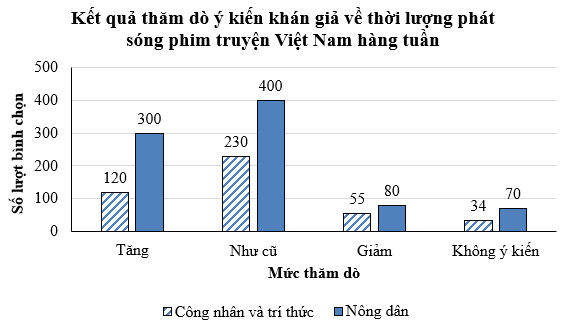 Kết quả thăm dò ý kiến khán giả về thời lượng phát
sóng phim truyện Việt Nam hàng tuần
Số lượt bình chọn
500
400
300
200
100
0
120
300
230
400
55
80
34
70
Tăng
Như cũ
Giảm
Không ý kiến
Mức thăm dò
Công nhân và trí thức
Nông dân